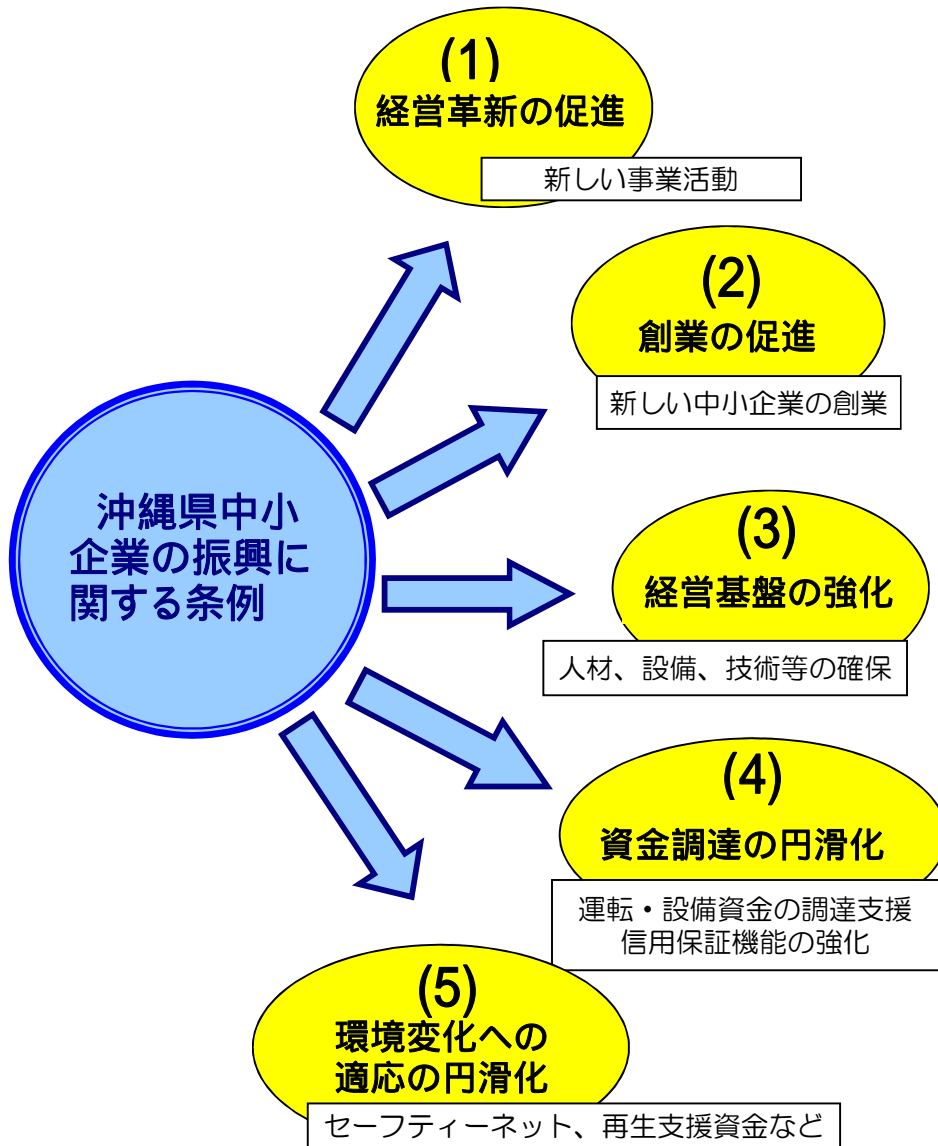 (1)
経営革新の促進
新しい事業活動
(2)
創業の促進
新しい中小企業の創業
沖縄県中小
企業の振興に
関する条例
(3)
経営基盤の強化
人材、設備、技術等の確保
(4)
資金調達の円滑化
運転・設備資金の調達支援
信用保証機能の強化
(5)
環境変化への
適応の円滑化
セーフティーネット、再生支援資金など